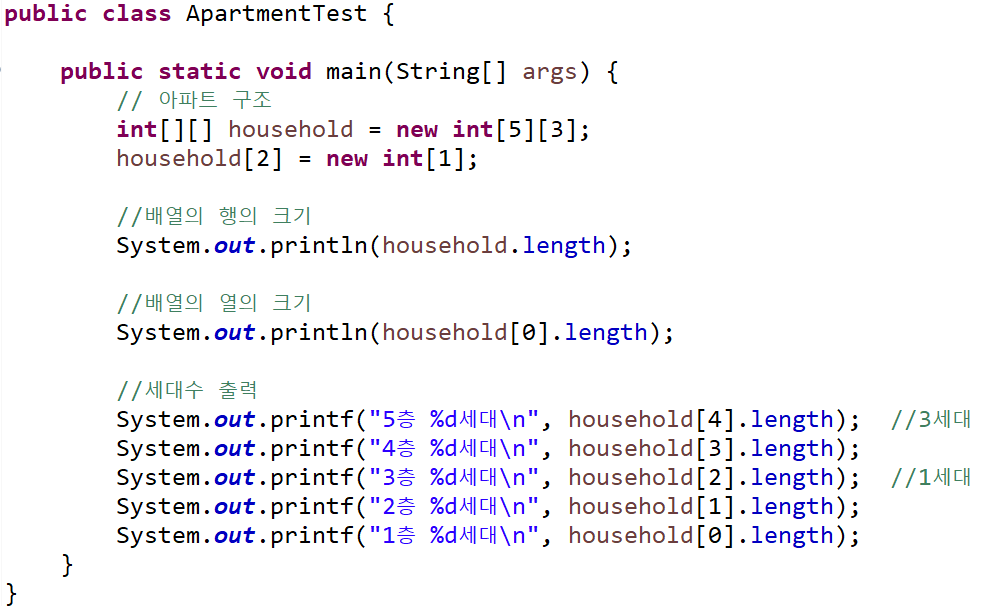 public class ApartmentTest {
public static void main(String[] args) {
// 아파트 구조
int[][] household = new int[5][3];
household[2] = new int[1];
//배열의 행의 크기
System.out.println(household.length);
//배열의 열의 크기
System.out.println(household[0].length);
//세대수 출력
System.out.printf("5층 %d세대\n", household[4].length); //3세대
System.out.printf("4층 %d세대\n", household[3].length);
System.out.printf("3층 %d세대\n", household[2].length); //1세대
System.out.printf("2층 %d세대\n", household[1].length);
System.out.printf("1층 %d세대\n", household[0].length);
}
}